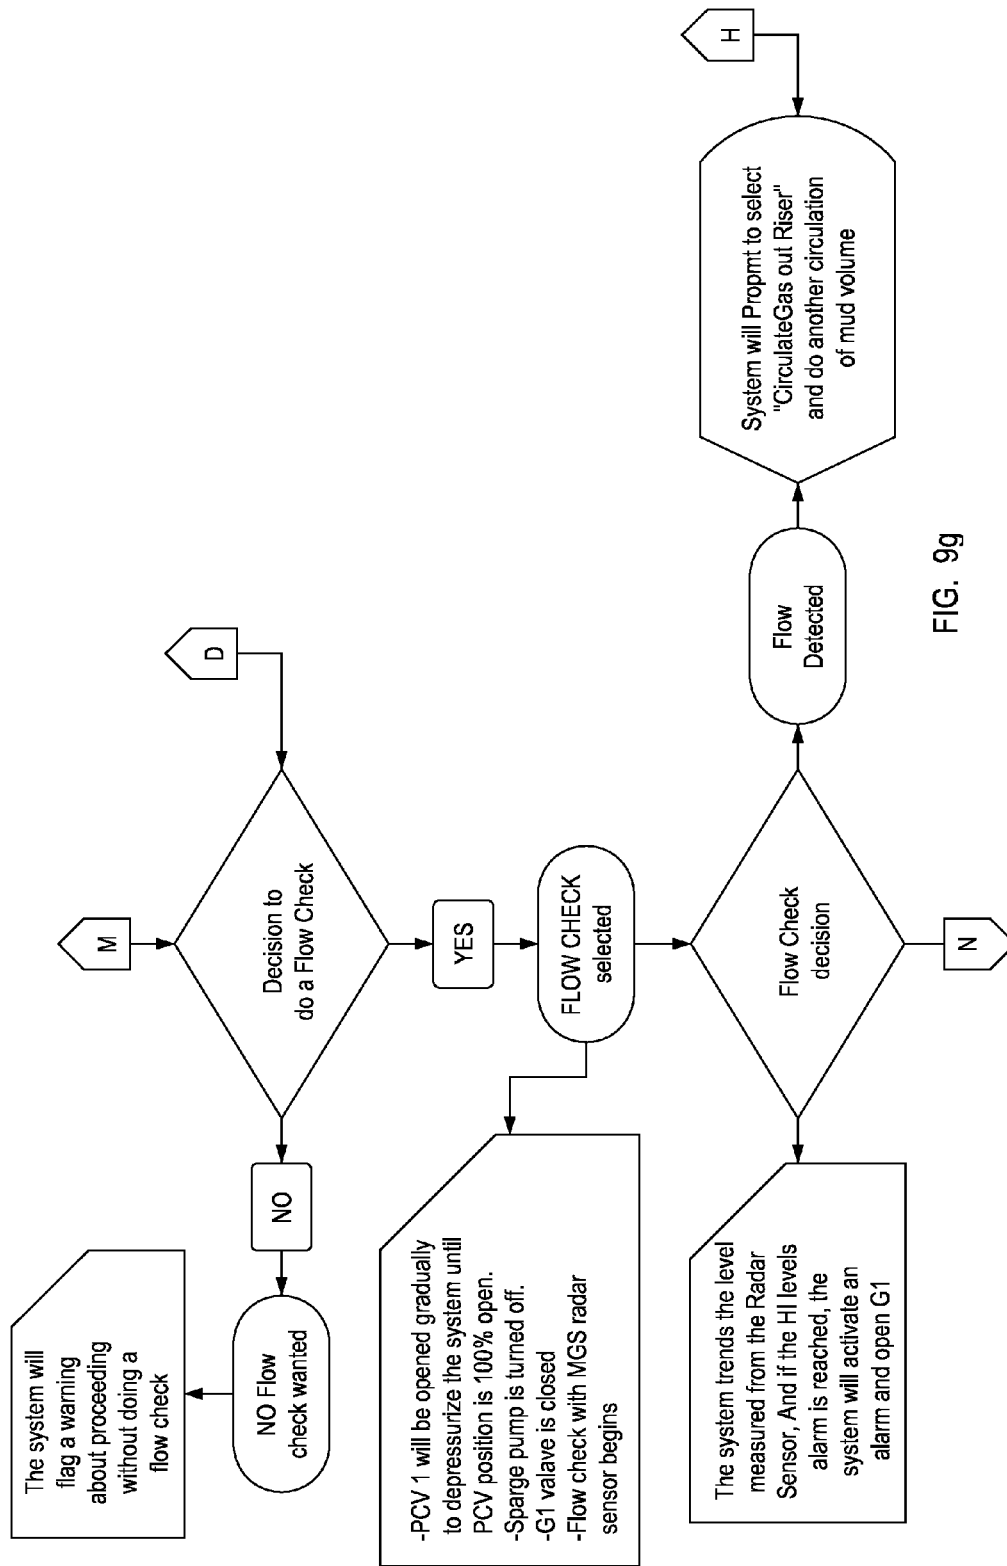 M
D
Decision to
do a Flow Check
NO
NO Flow
check wanted
The system will
flag a warning
about proceeding
without doing a
flow check
YES
FLOW CHECK
selected
-PCV 1 will be opened gradually
to depressurize the system until
PCV position is 100% open.
-Sparge pump is turned off.
-G1 valave is closed
-Flow check with MGS radar
sensor begins
Flow Check
decision
The system trends the level
measured from the Radar
Sensor, And if the HI levels
alarm is reached, the
system will activate an
alarm and open G1
Flow
Detected
System will Propmt to select
"CirculateGas out Riser"
and do another circulation
of mud volume
H
N
FIG. 9g